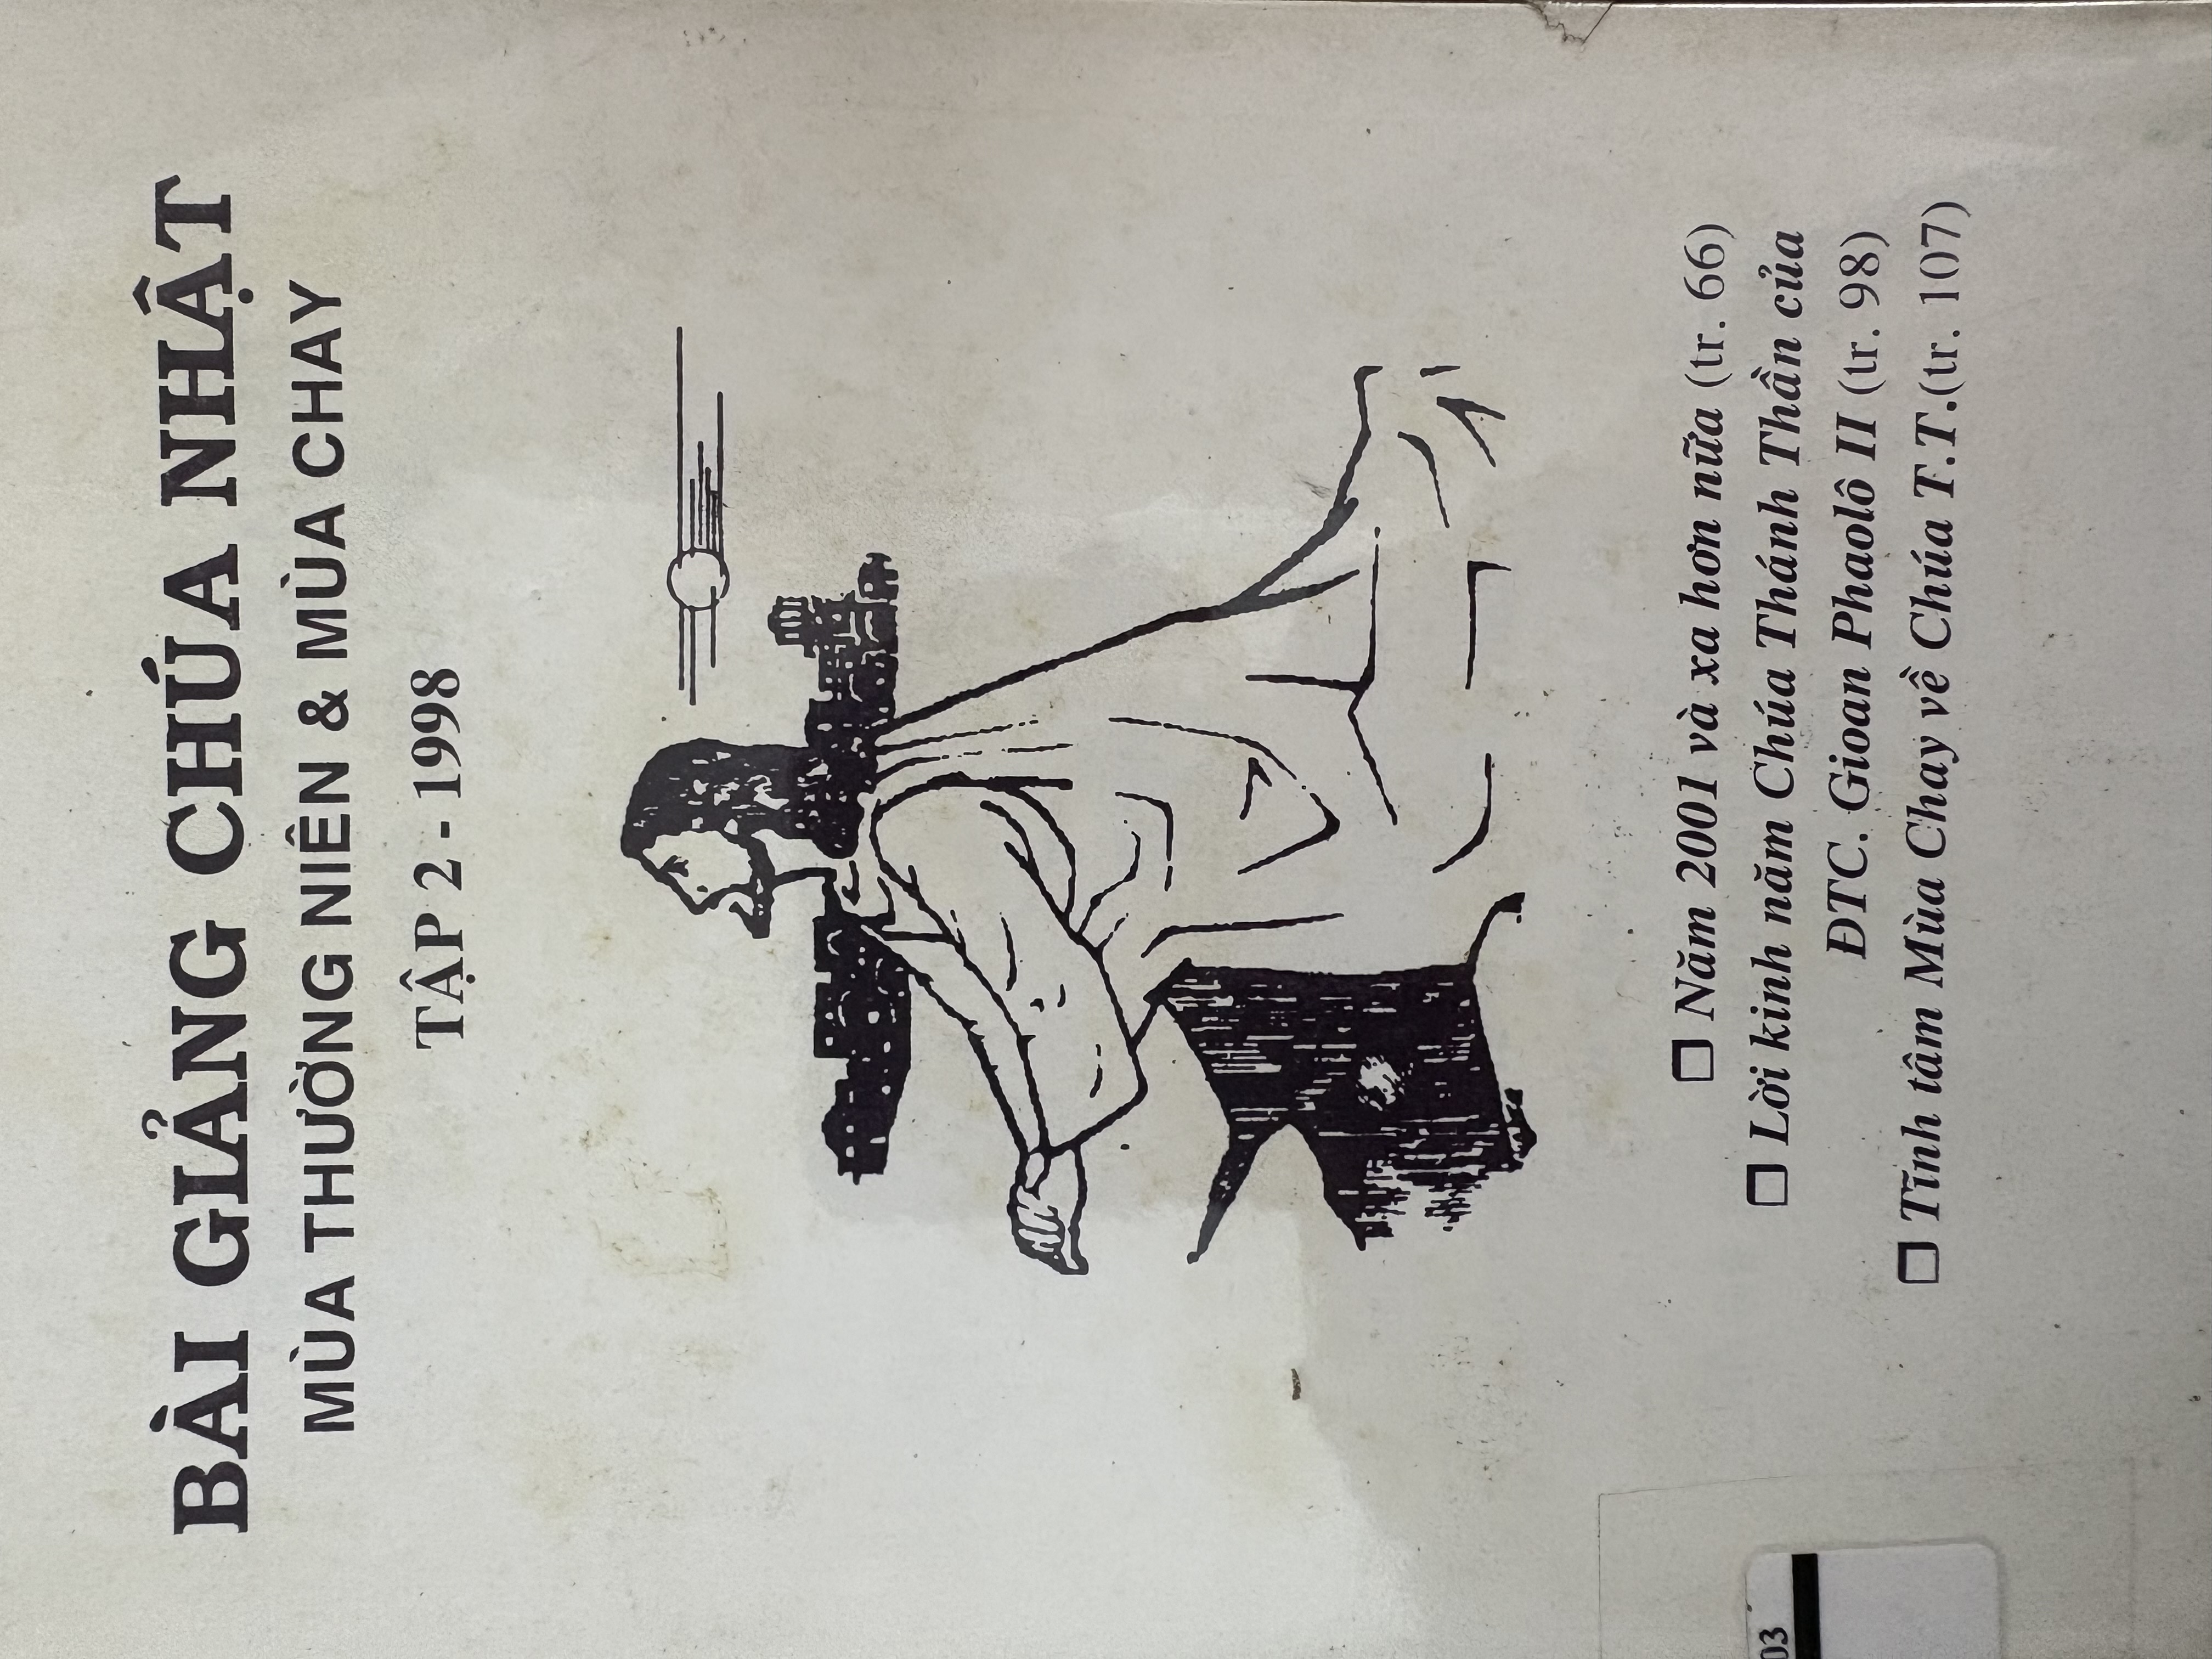 BÀI GIẢNG CHÚA NHẬT
MÙA THƯỜNG NIÊN & MÙA CHAY
TẬP 2 - 1998
❏ Năm 2001 và xa hơn nữa (tr. 66)
❏ Lời kinh năm Chúa Thánh Thần của
ĐTC. Gioan Phaolô II (tr. 98)
❏ Tĩnh tâm Mùa Chay về Chúa T.T.(tr. 107)
03